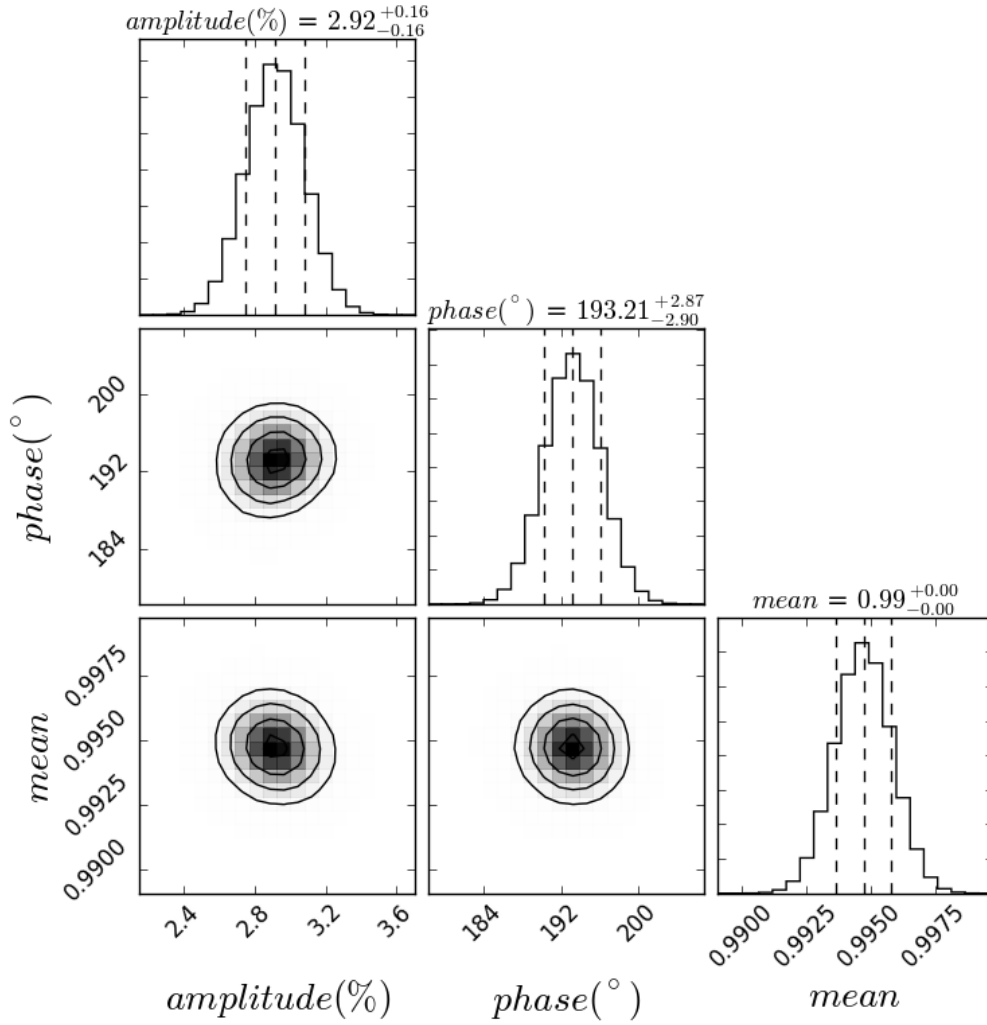 amplitude(%) = 2.92 +0.16 -0.16
phase(°) = 193.21 +2.87 -2.90
mean = 0.99 +0.00 -0.00
phase(°)
200
192
184
mean
0.9975
0.9950
0.9925
0.9900
2.4 2.8 3.2 3.6
184 192 200
0.9900 0.9925 0.9950 0.9975
amplitude(%)
phase(°)
mean